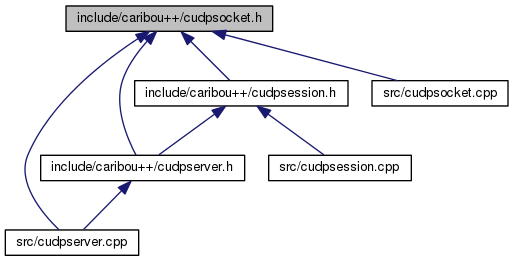 include/caribou++/cudpsocket.h
include/caribou++/cudpsession.h
src/cudpsocket.cpp
include/caribou++/cudpserver.h
src/cudpsession.cpp
src/cudpserver.cpp